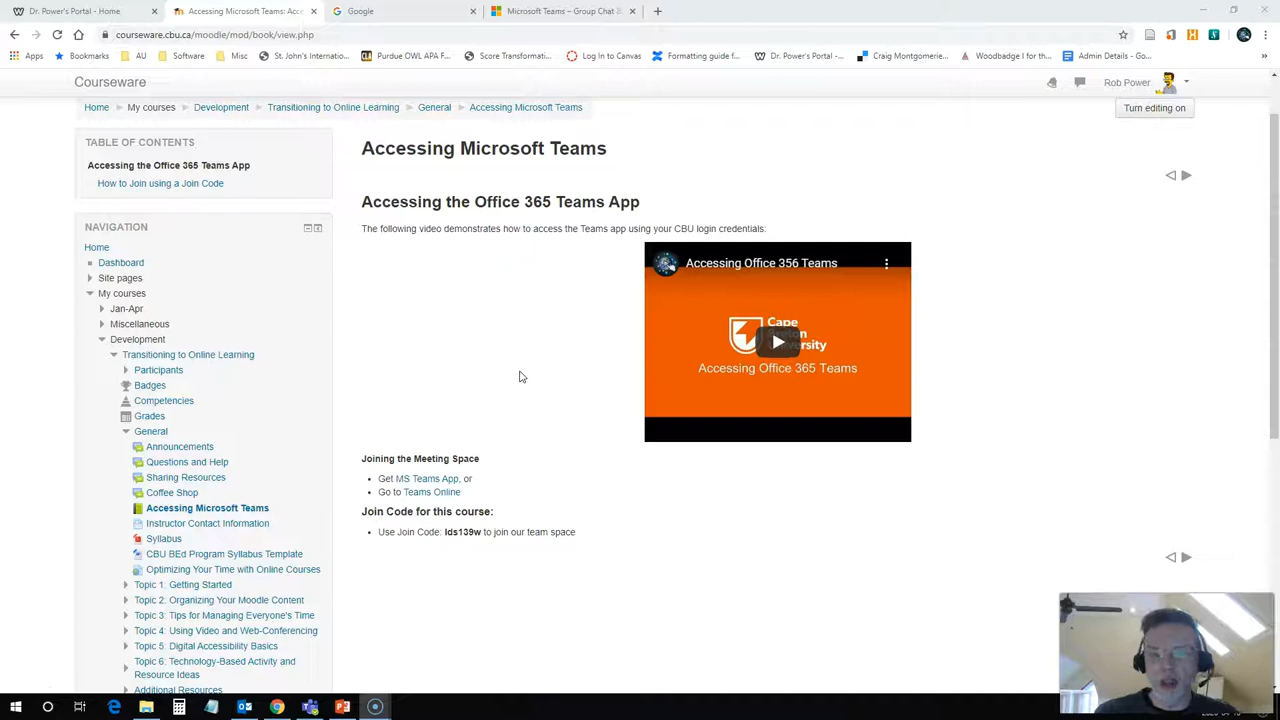 Dr. Power's Portal - Home
Accessing Microsoft Teams: Acce
Google
Microsoft Teams – Group Chat &
courseware.cbu.ca/moodle/mod/book/view.php
Apps
Bookmarks
AU
Software
Misc
St. John's Internatio...
Purdue OWL APA F...
Score Transformatio...
Log In to Canvas
Formatting guide f...
Dr. Power's Portal -...
Craig Montgomerie...
Woodbadge I for th...
Admin Details - Go...
Courseware
Rob Power
Home
My courses
Development
Transitioning to Online Learning
General
Accessing Microsoft Teams
Turn editing on
TABLE OF CONTENTS
Accessing the Office 365 Teams App
How to Join using a Join Code
NAVIGATION
Home
Dashboard
Site pages
My courses
Jan-Apr
Miscellaneous
Development
Transitioning to Online Learning
Participants
Badges
Competencies
Grades
General
Announcements
Questions and Help
Sharing Resources
Coffee Shop
Accessing Microsoft Teams
Instructor Contact Information
Syllabus
CBU BEd Program Syllabus Template
Optimizing Your Time with Online Courses
Topic 1: Getting Started
Topic 2: Organizing Your Moodle Content
Topic 3: Tips for Managing Everyone's Time
Topic 4: Using Video and Web-Conferencing
Topic 5: Digital Accessibility Basics
Topic 6: Technology-Based Activity and
Resource Ideas
Additional Resources
Accessing Microsoft Teams
Accessing the Office 365 Teams App
The following video demonstrates how to access the Teams app using your CBU login credentials:
Accessing Office 356 Teams
Cape
Breton
University
Accessing Office 365 Teams
Joining the Meeting Space
Get MS Teams App, or
Go to Teams Online
Join Code for this course:
Use Join Code: lds139w to join our team space